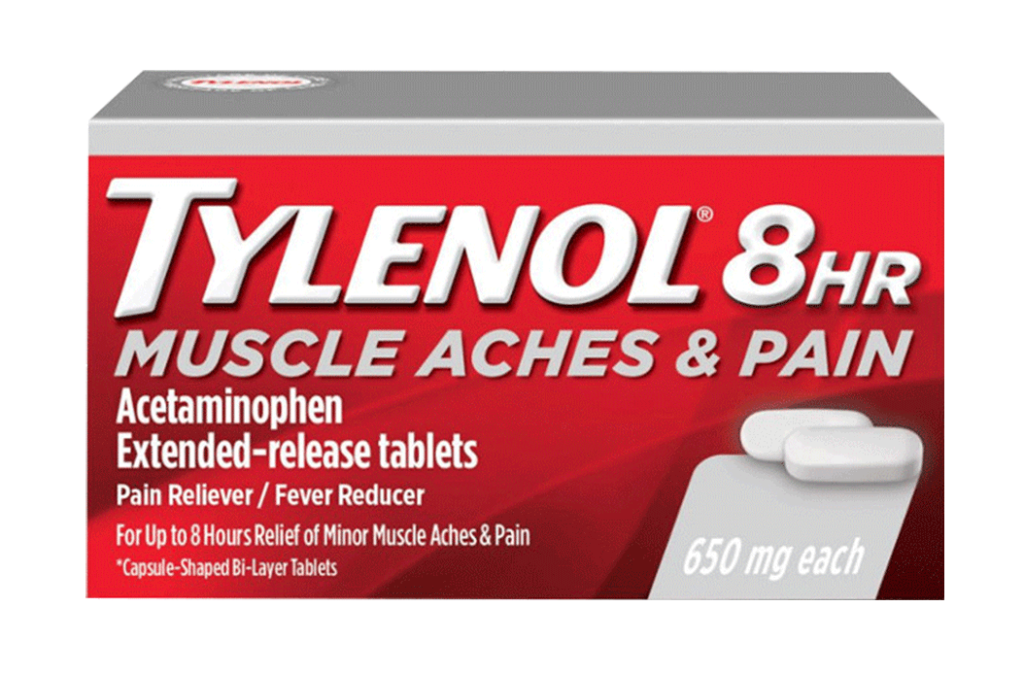 TYLENOL
TYLENOL® 8HR
MUSCLE ACHES & PAIN
Acetaminophen
Extended-release tablets
Pain Reliever / Fever Reducer
For Up to 8 Hours Relief of Minor Muscle Aches & Pain
*Capsule-Shaped Bi-Layer Tablets
650 mg each